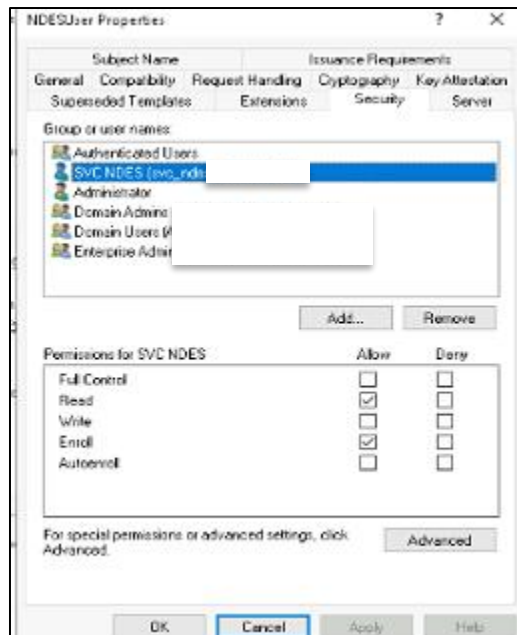 NDESUser Properties ? ×
Subject Name Issuance Requirements
General Compatibility Request Handling Cryptography Key Attestation
Superseded Templates Extensions Security Server
Group or user names:
Authenticated Users
SVC NDES (svc_nde
Administrator
Domain Admins
Domain Users (
Enterprise Admi
Add... Remove
Permissions for SVC NDES Allow Deny
Full Control
Read
Write
Enroll
Autoenroll
For special permissions or advanced settings, click Advanced
Advanced.
OK Cancel Apply Help